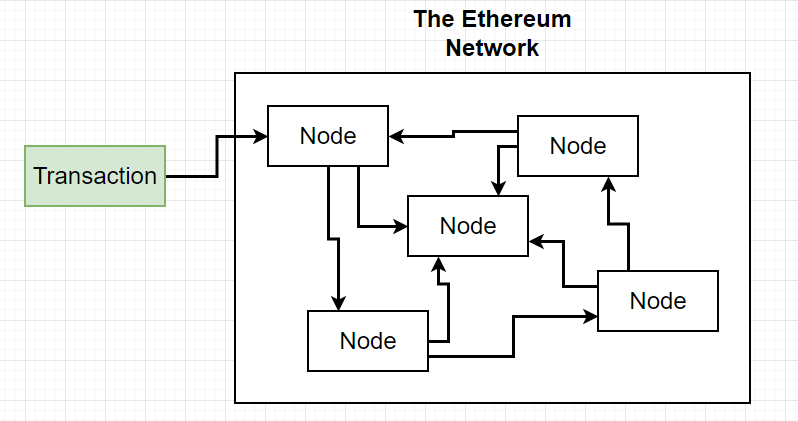 The Ethereum
Network
Node
Node
Transaction
Node
Node
Node